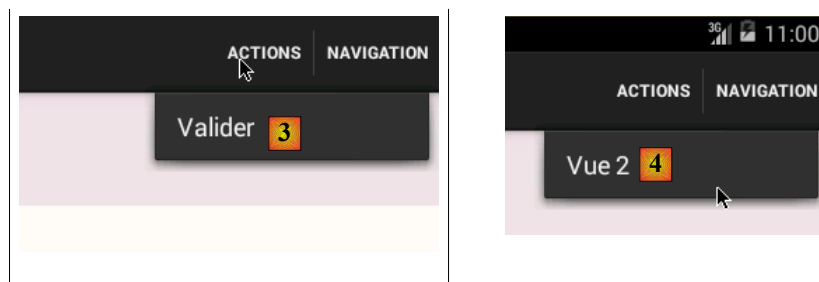 ACTIONS NAVIGATION
Valider 3
3G 11:00
ACTIONS NAVIGATION
Vue 2 4